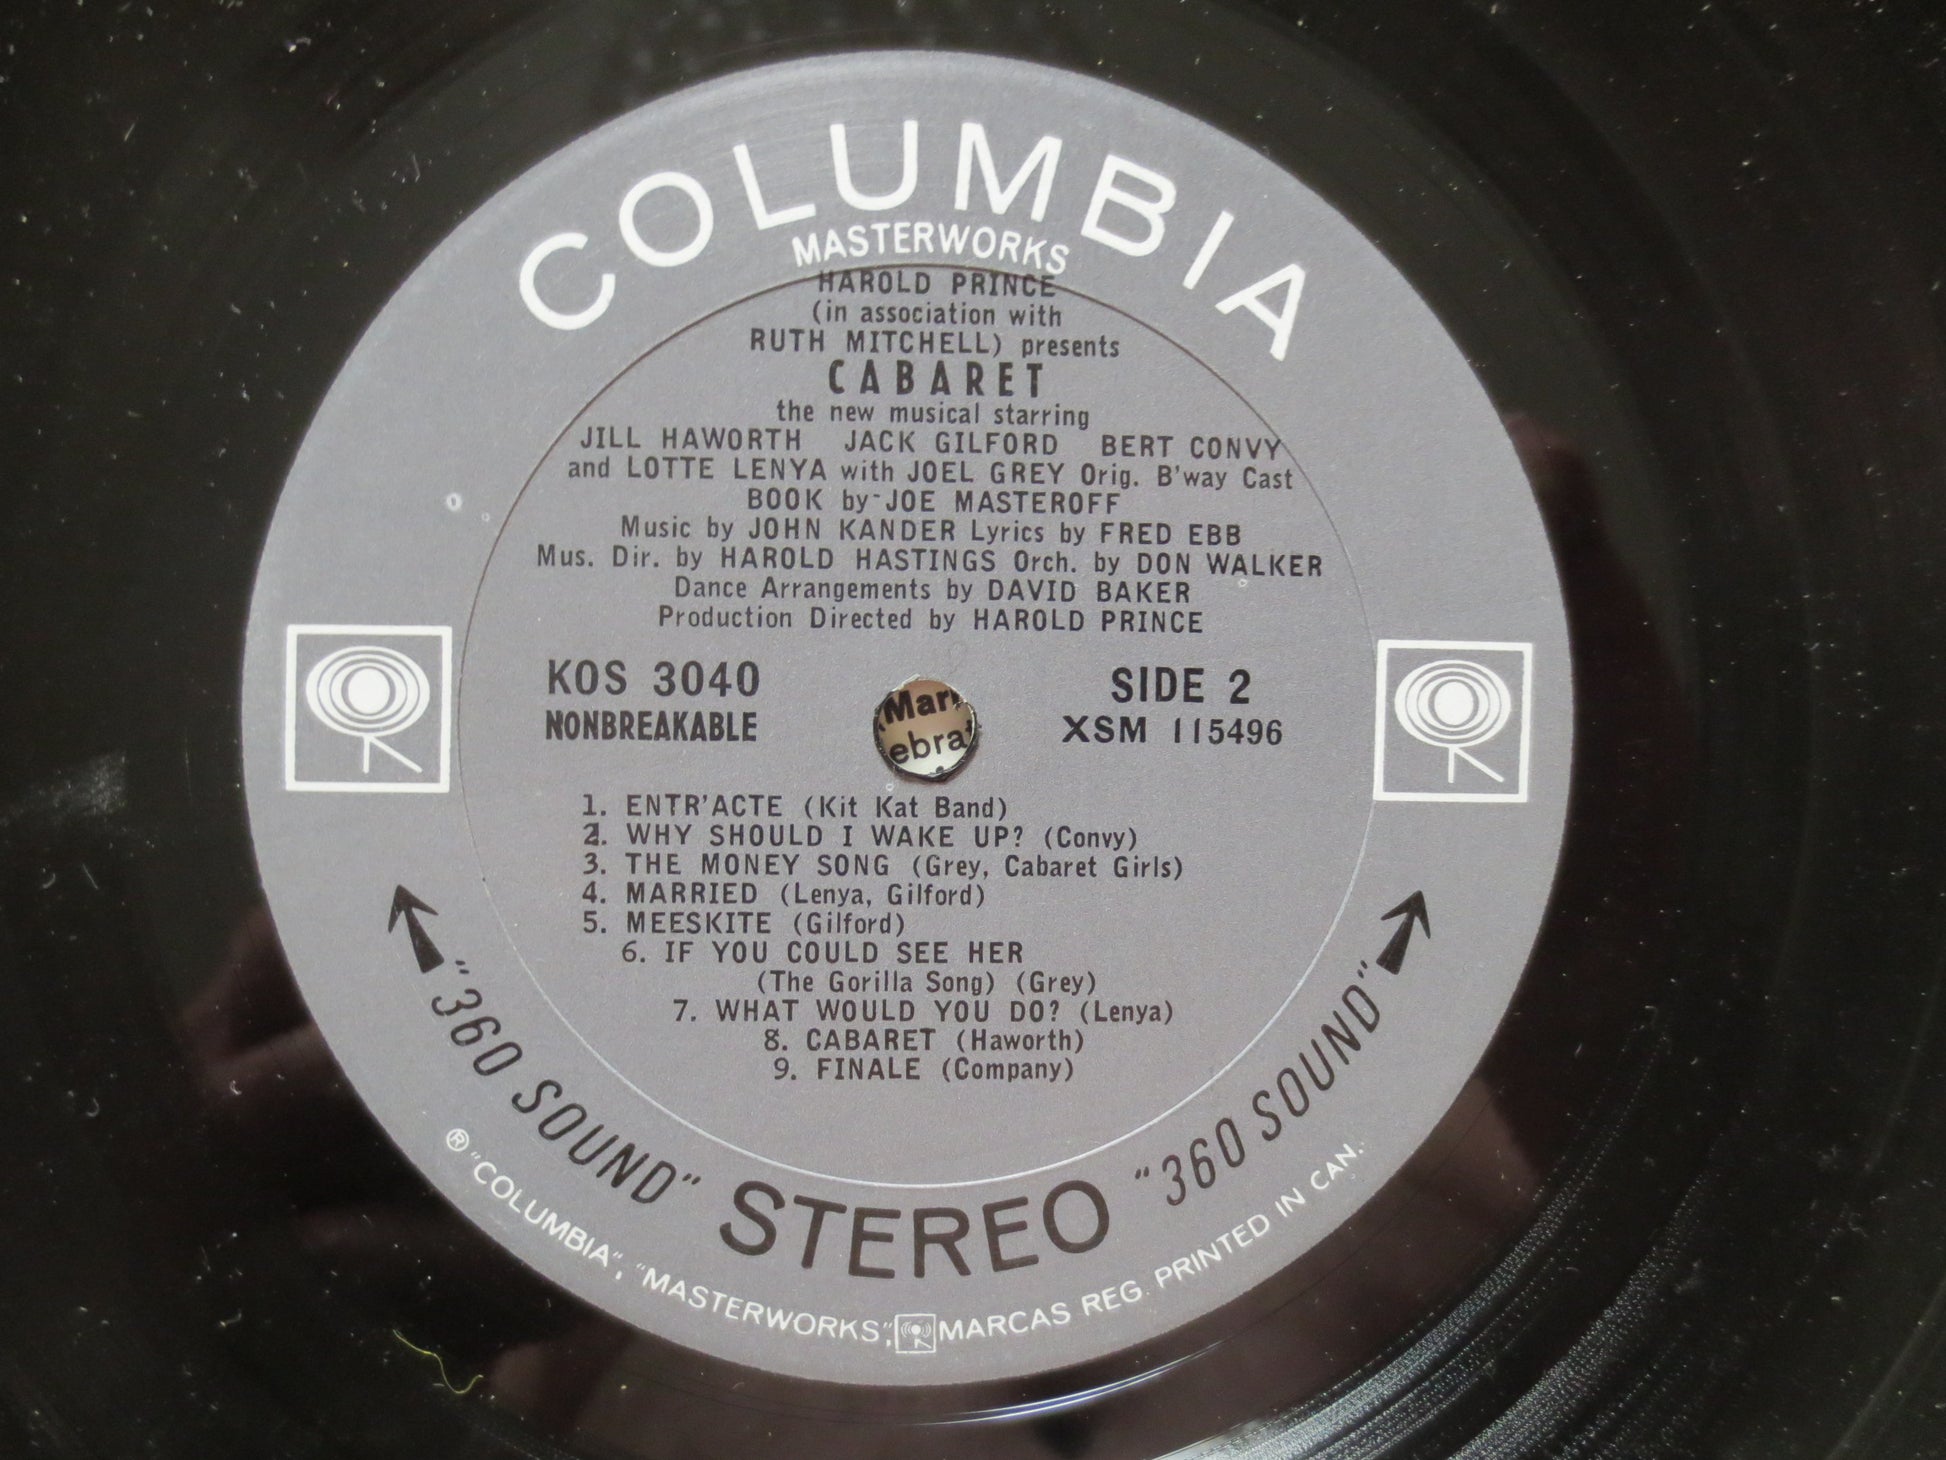 COLUMBIA
MASTERWORKS
HAROLD PRINCE
(in association with
RUTH MITCHELL) presents
CABARET
the new musical starring
JILL HAWORTH JACK GILFORD BERT CONVY
and LOTTE LENYA with JOEL GREY Orig. B'way Cast
BOOK by JOE MASTEROFF
Music by JOHN KANDER Lyrics by FRED EBB
Mus. Dir. by HAROLD HASTINGS Orch. by DON WALKER
Dance Arrangements by DAVID BAKER
Production Directed by HAROLD PRINCE
KOS 3040
NONBREAKABLE
SIDE 2
XSM 115496
1. ENTR'ACTE (Kit Kat Band)
2. WHY SHOULD I WAKE UP? (Convy)
3. THE MONEY SONG (Grey, Cabaret Girls)
4. MARRIED (Lenya, Gilford)
5. MEESKITE (Gilford)
6. IF YOU COULD SEE HER
(The Gorilla Song) (Grey)
7. WHAT WOULD YOU DO? (Lenya)
8. CABARET (Haworth)
9. FINALE (Company)
"360 SOUND" STEREO "360 SOUND"
® "COLUMBIA", "MASTERWORKS", MARCAS REG. PRINTED IN CAN.